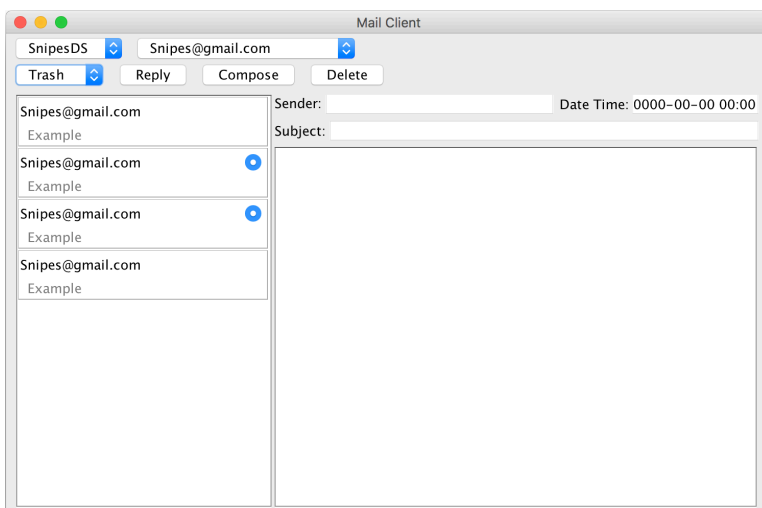 Mail Client
SnipesDS Snipes@gmail.com
Trash Reply Compose Delete
Sender: Date Time: 0000-00-00 00:00
Subject:
Snipes@gmail.com
Example
Snipes@gmail.com
Example
Snipes@gmail.com
Example
Snipes@gmail.com
Example